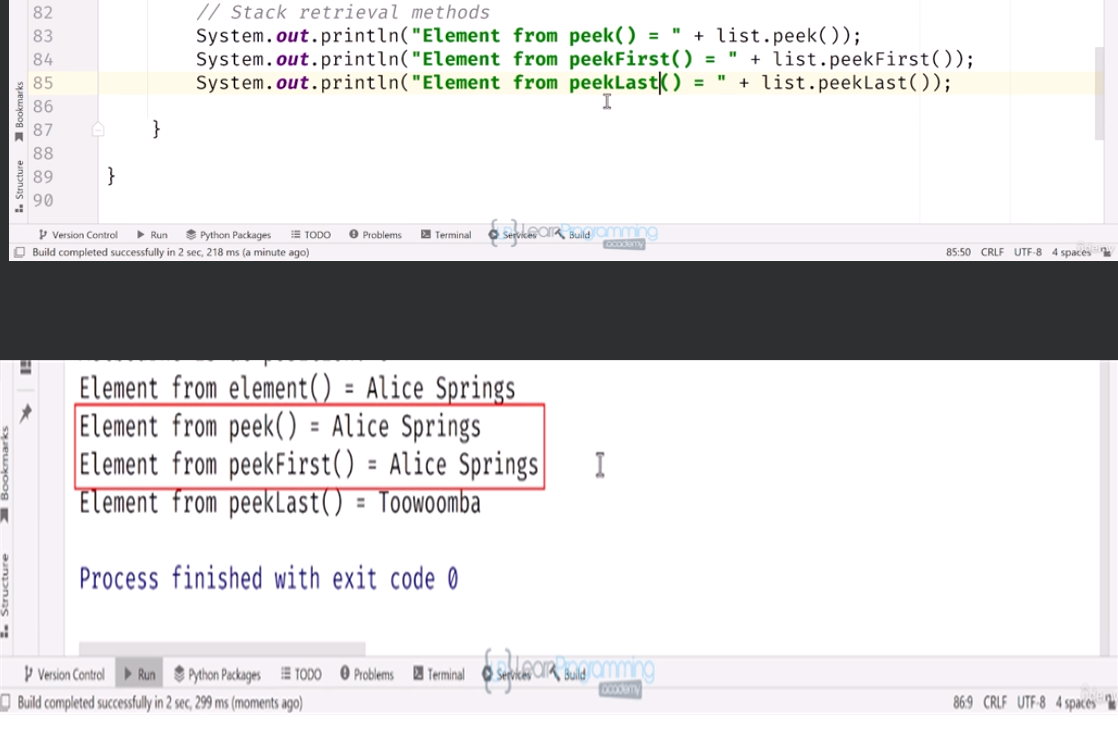 82 // Stack retrieval methods
83 System.out.println("Element from peek() = " + list.peek());
84 System.out.println("Element from peekFirst() = " + list.peekFirst());
85 System.out.println("Element from peekLast() = " + list.peekLast());
86
87 }
88
89 }
90
Bookmarks
Structure
Version Control Run Python Packages TODO Problems Terminal Services Build
LearnProgramming
academy
Build completed successfully in 2 sec, 218 ms (a minute ago) 85:50 CRLF UTF-8 4 spaces
Element from element() = Alice Springs
Element from peek() = Alice Springs
Element from peekFirst() = Alice Springs
Element from peekLast() = Toowoomba
Process finished with exit code 0
Bookmarks
Structure
Version Control Run Python Packages TODO Problems Terminal Services Build
LearnProgramming
academy
Build completed successfully in 2 sec, 299 ms (moments ago) 86:9 CRLF UTF-8 4 spaces